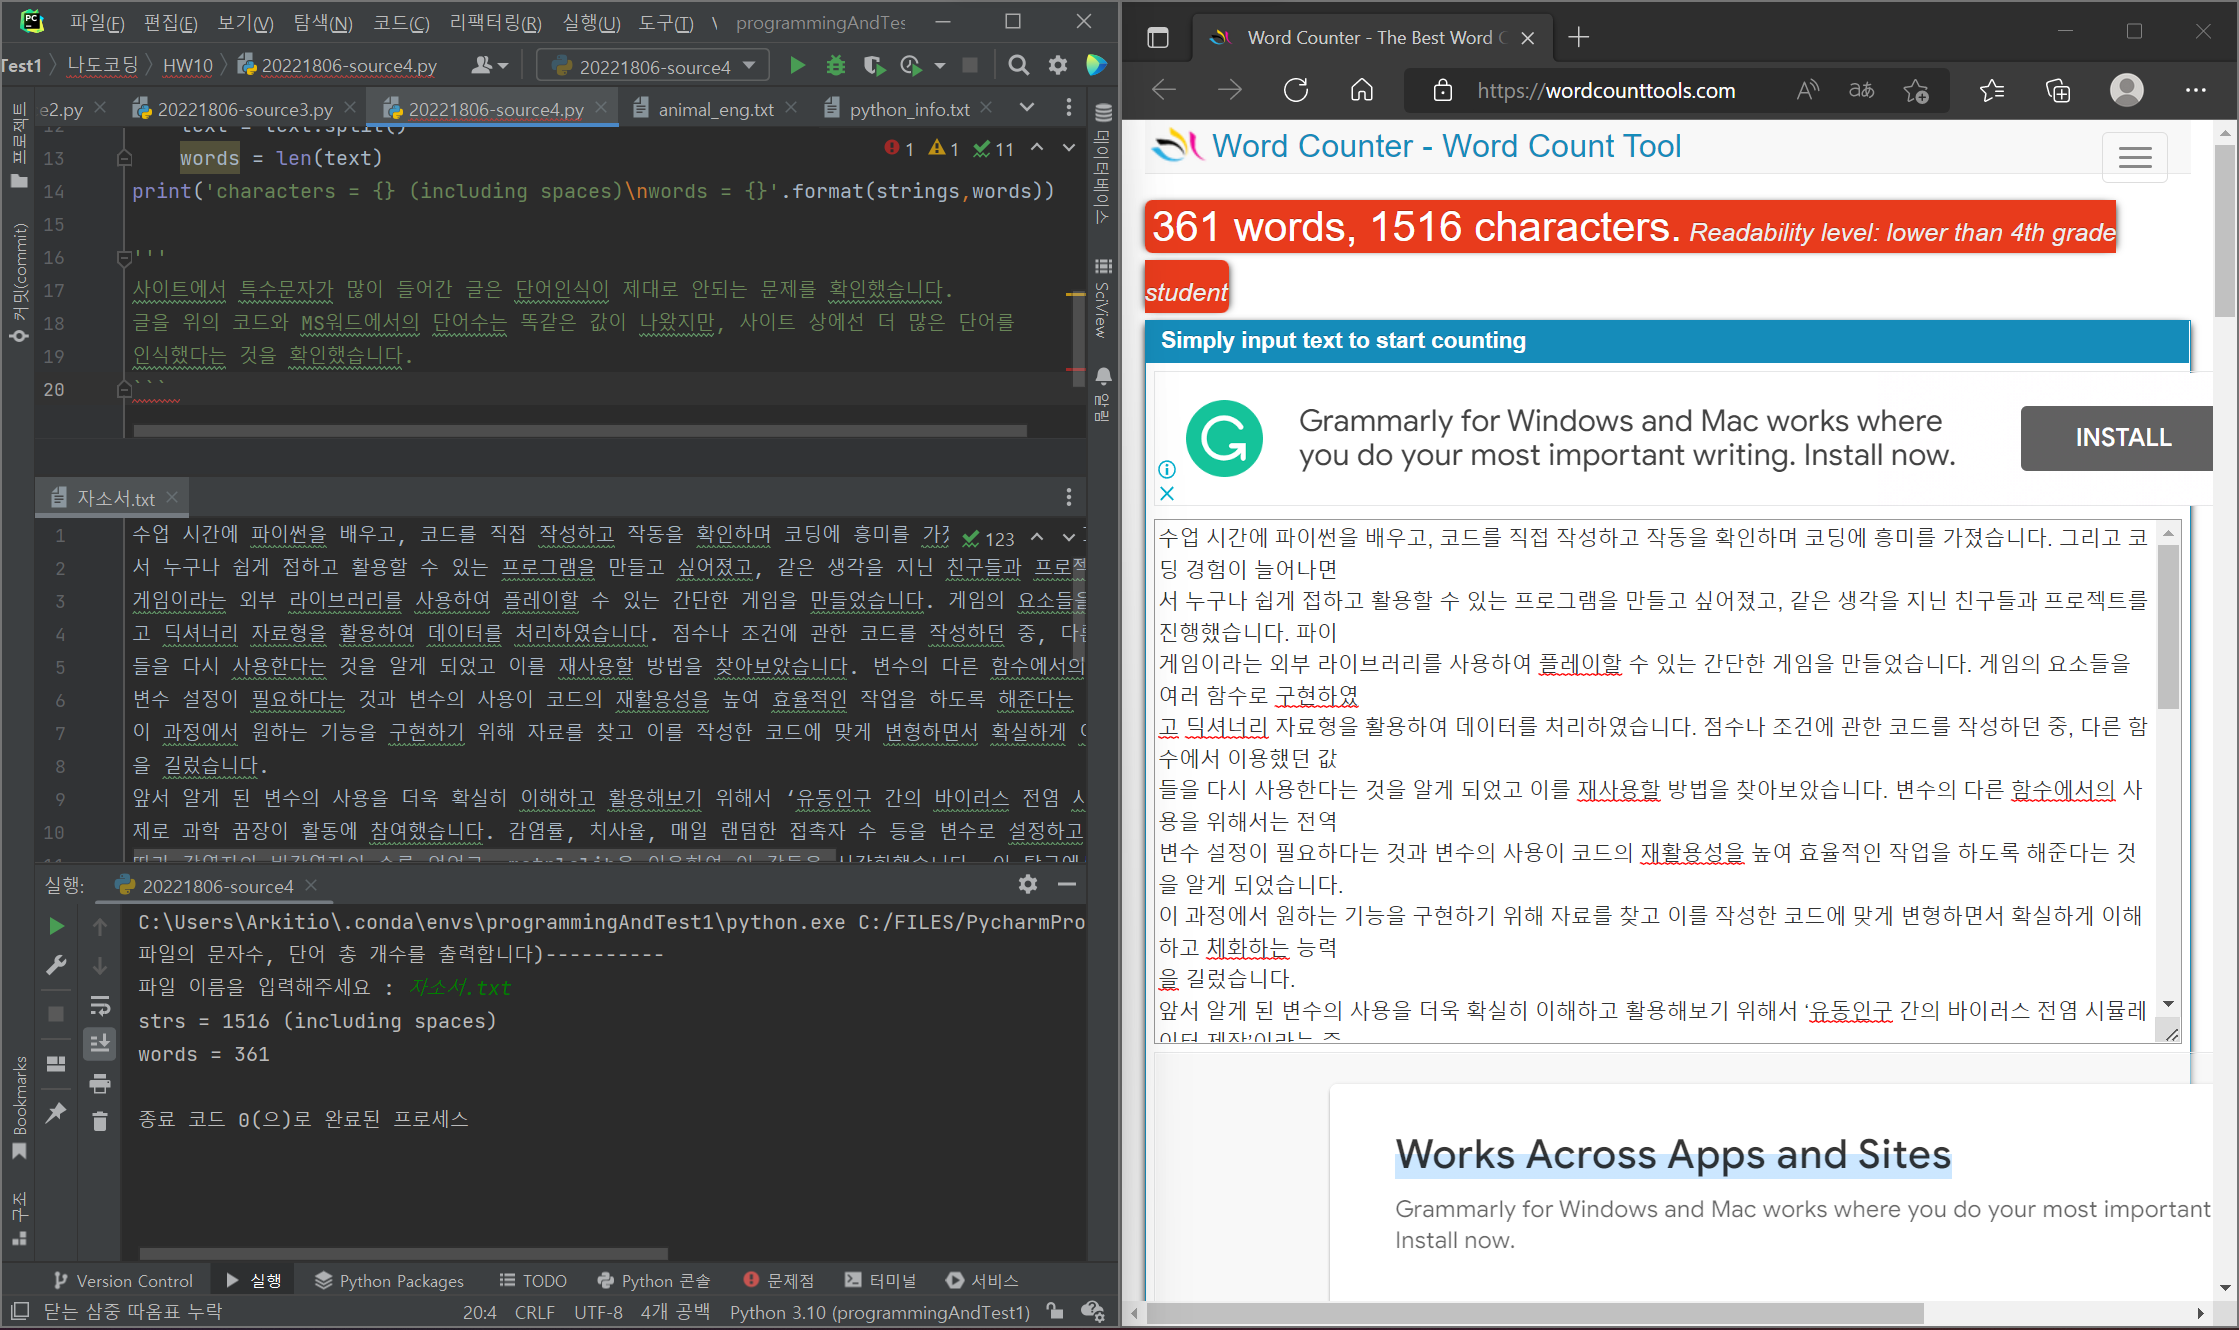 파일(F) 편집(E) 보기(V) 탐색(N) 코드(C) 리팩터링(R) 실행(U) 도구(T) programmingAndTes
Test1 나도코딩 HW10 20221806-source4.py 20221806-source4
e2.py 20221806-source3.py 20221806-source4.py animal_eng.txt python_info.txt
프로젝트
커밋(commit)
Bookmarks
구조
12 text = text.split()
13 words = len(text)
1 1 11
14 print('characters = {} (including spaces)\nwords = {}'.format(strings,words))
15
16 '''
17 사이트에서 특수문자가 많이 들어간 글은 단어인식이 제대로 안되는 문제를 확인했습니다.
18 글을 위의 코드와 MS워드에서의 단어수는 똑같은 값이 나왔지만, 사이트 상에선 더 많은 단어를
19 인식했다는 것을 확인했습니다.
20 ```
데이터베이스
SciView
알림
자소서.txt
123
1 수업 시간에 파이썬을 배우고, 코드를 직접 작성하고 작동을 확인하며 코딩에 흥미를
2 서 누구나 쉽게 접하고 활용할 수 있는 프로그램을 만들고 싶어졌고, 같은 생각을 지닌 친구들과
3 게임이라는 외부 라이브러리를 사용하여 플레이할 수 있는 간단한 게임을 만들었습니다. 게임의 요소들을
4 고 딕셔너리 자료형을 활용하여 데이터를 처리하였습니다. 점수나 조건에 관한 코드를 작성하던 중,
5 들을 다시 사용한다는 것을 알게 되었고 이를 재사용할 방법을 찾아보았습니다. 변수의 다른 함수에서의
6 변수 설정이 필요하다는 것과 변수의 사용이 코드의 재활용성을 높여 효율적인 작업을 하도록 해준다는
7 이 과정에서 원하는 기능을 구현하기 위해 자료를 찾고 이를 작성한 코드에 맞게 변형하면서 확실하게
8 을 길렀습니다.
9 앞서 알게 된 변수의 사용을 더욱 확실히 이해하고 활용해보기 위해서 ‘유동인구 간의 바이러스 전염
10 제로 과학 꿈장이 활동에 참여했습니다. 감염률, 치사율, 매일 랜덤한 접촉자 수 등을 변수로 설정하고
실행: 20221806-source4
C:\Users\Arkitio\.conda\envs\programmingAndTest1\python.exe C:/FILES/PycharmPro
파일의 문자수, 단어 총 개수를 출력합니다)----------
파일 이름을 입력해주세요 : 자소서.txt
strs = 1516 (including spaces)
words = 361
종료 코드 0(으)로 완료된 프로세스
Version Control 실행 Python Packages TODO Python 콘솔 문제점 터미널 서비스
닫는 삼중 따옴표 누락 20:4 CRLF UTF-8 4개 공백 Python 3.10 (programmingAndTest1)
Word Counter - The Best Word C
https://wordcounttools.com
Word Counter - Word Count Tool
361 words, 1516 characters. Readability level: lower than 4th grade
student
Simply input text to start counting
Grammarly for Windows and Mac works where
you do your most important writing. Install now.
INSTALL
수업 시간에 파이썬을 배우고, 코드를 직접 작성하고 작동을 확인하며 코딩에 흥미를 가졌습니다. 그리고 코
딩 경험이 늘어나면
서 누구나 쉽게 접하고 활용할 수 있는 프로그램을 만들고 싶어졌고, 같은 생각을 지닌 친구들과 프로젝트를
진행했습니다. 파이
게임이라는 외부 라이브러리를 사용하여 플레이할 수 있는 간단한 게임을 만들었습니다. 게임의 요소들을
여러 함수로 구현하였
고 딕셔너리 자료형을 활용하여 데이터를 처리하였습니다. 점수나 조건에 관한 코드를 작성하던 중, 다른 함
수에서 이용했던 값
들을 다시 사용한다는 것을 알게 되었고 이를 재사용할 방법을 찾아보았습니다. 변수의 다른 함수에서의 사
용을 위해서는 전역
변수 설정이 필요하다는 것과 변수의 사용이 코드의 재활용성을 높여 효율적인 작업을 하도록 해준다는 것
을 알게 되었습니다.
이 과정에서 원하는 기능을 구현하기 위해 자료를 찾고 이를 작성한 코드에 맞게 변형하면서 확실하게 이해
하고 체화하는 능력
을 길렀습니다.
앞서 알게 된 변수의 사용을 더욱 확실히 이해하고 활용해보기 위해서 ‘유동인구 간의 바이러스 전염 시뮬레
이터 제작’이라는 주
Works Across Apps and Sites
Grammarly for Windows and Mac works where you do your most important
Install now.